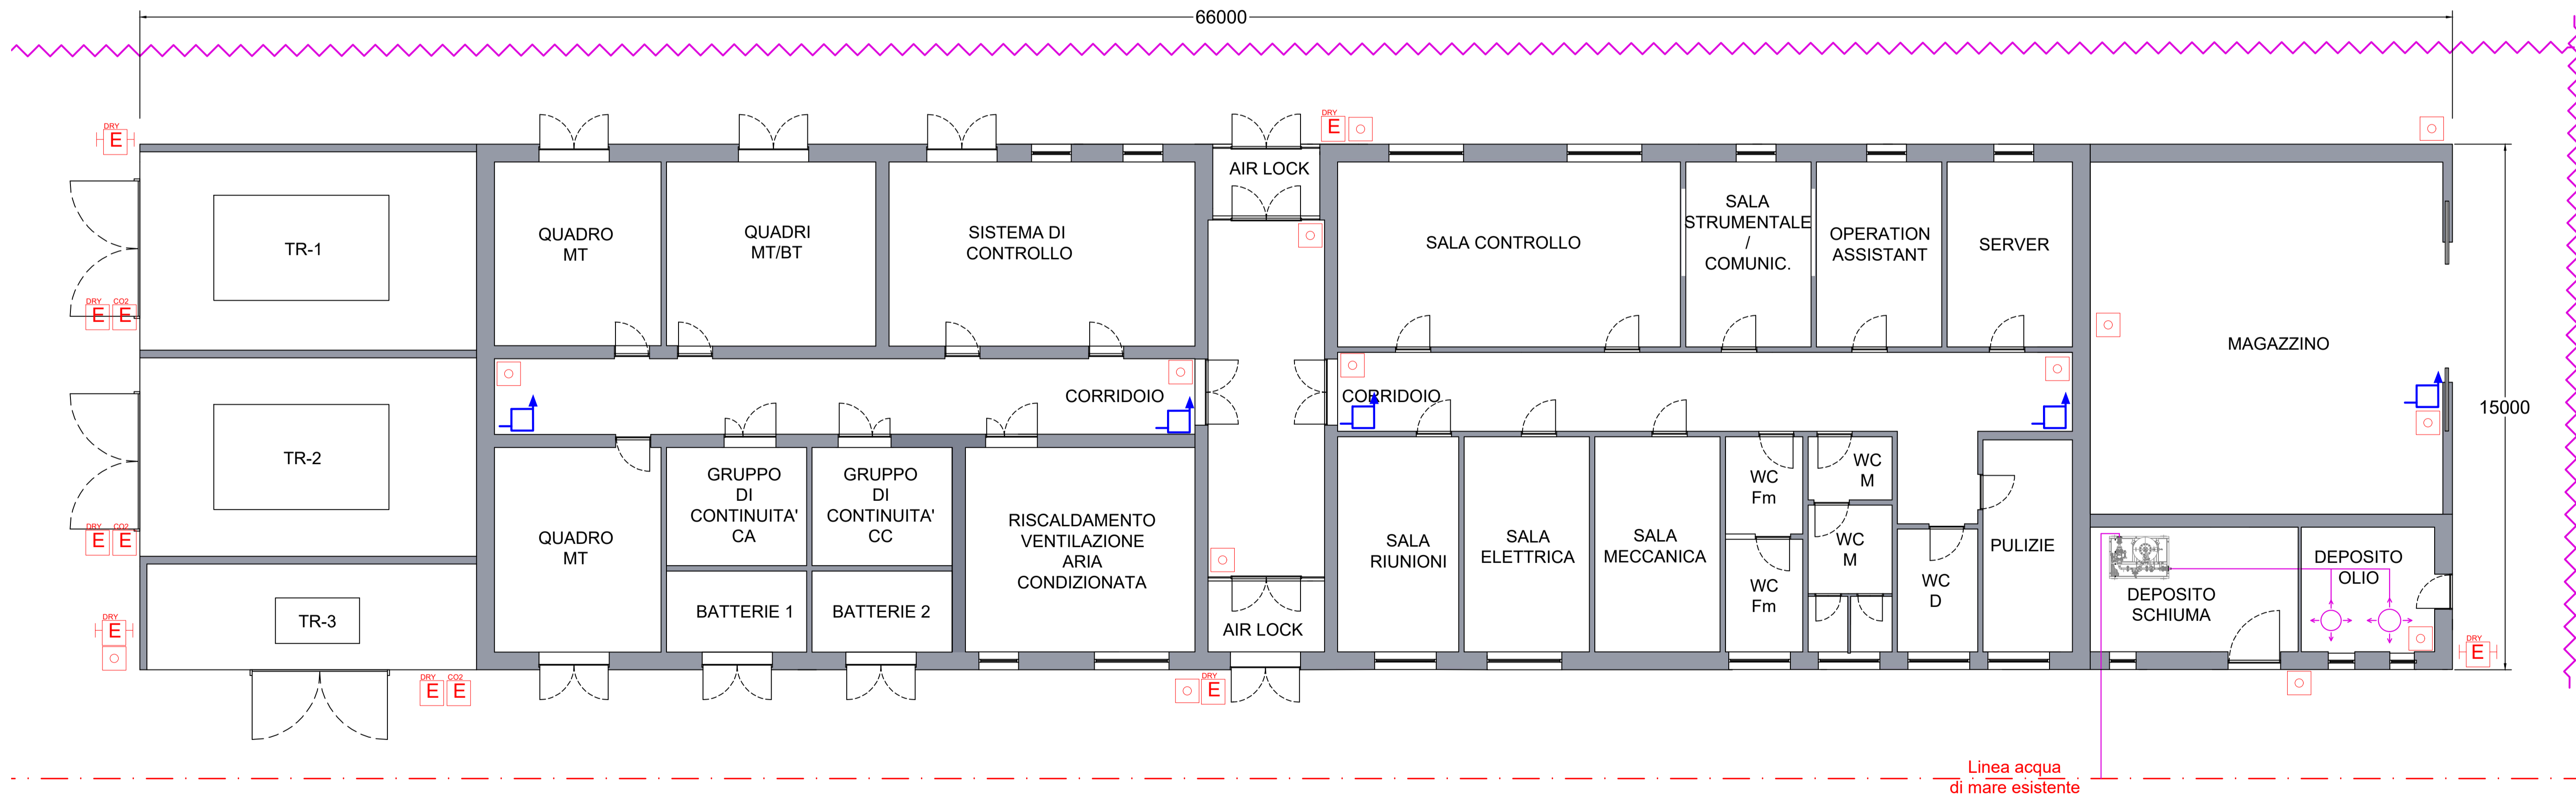 66000
DRY
E
DRY
E
AIR LOCK
QUADRO
MT
QUADRI
MT/BT
SISTEMA DI
CONTROLLO
SALA CONTROLLO
SALA
STRUMENTALE
/
COMUNIC.
OPERATION
ASSISTANT
SERVER
TR-1
DRY CO2
E E
MAGAZZINO
CORRIDOIO
CORRIDOIO
15000
TR-2
DRY CO2
E E
QUADRO
MT
GRUPPO
DI
CONTINUITA'
CA
GRUPPO
DI
CONTINUITA'
CC
RISCALDAMENTO
VENTILAZIONE
ARIA
CONDIZIONATA
SALA
RIUNIONI
SALA
ELETTRICA
SALA
MECCANICA
WC
Fm
WC
M
WC
M
WC
Fm
WC
D
PULIZIE
DEPOSITO
OLIO
DEPOSITO
SCHIUMA
BATTERIE 1
BATTERIE 2
AIR LOCK
TR-3
DRY
E
DRY
E
DRY CO2
E E
DRY
E
Linea acqua
di mare esistente